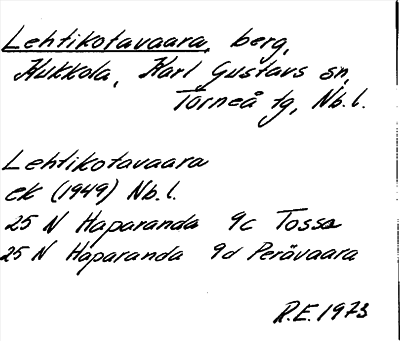 Lehtikotavaara, berg,
Kukkola, Karl Gustavs sn,
Torneå tg, Nb.l.
Lehtikotavaara
ek (1949) Nb.l.
25 N Haparanda 9c Tossa
25 N Haparanda 9d Perävaara
R.E. 1973